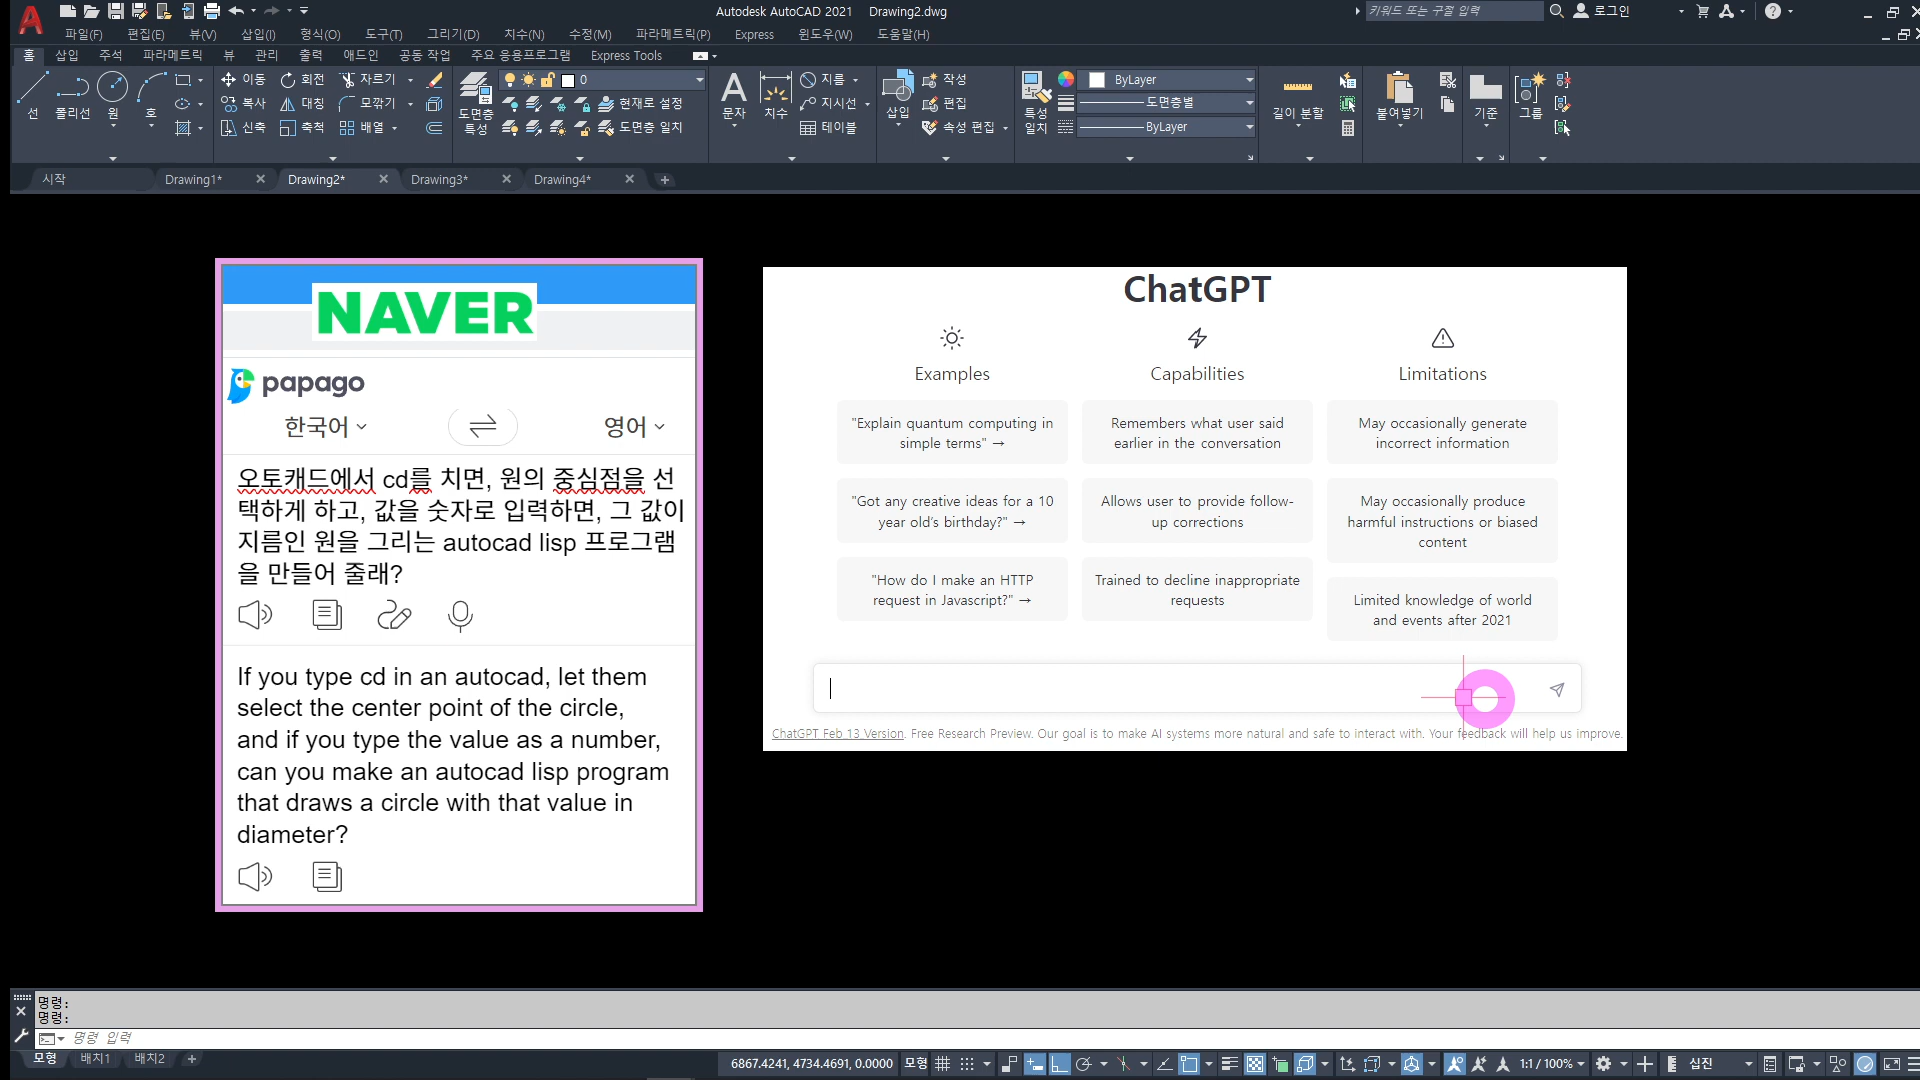 Autodesk AutoCAD 2021 Drawing2.dwg
키워드 또는 구절 입력
로그인
파일(F) 편집(E) 뷰(V) 삽입(I) 형식(O) 도구(T) 그리기(D) 치수(N) 수정(M) 파라메트릭(P) Express 윈도우(W) 도움말(H)
홈 삽입 주석 파라메트릭 뷰 관리 출력 애드인 공동 작업 주요 응용프로그램 Express Tools
이동 회전 자르기 0 지름 작성 ByLayer
선 폴리선 원 호 복사 대칭 모깎기 도면층 특성 현재로 설정 문자 치수 지시선 삽입 편집 특성 일치 도면층별 길이 분할 붙여넣기 기준 그룹
신축 축척 배열 도면층 일치 테이블 속성 편집 ByLayer
시작 Drawing1* Drawing2* Drawing3* Drawing4*
NAVER
papago
한국어 영어
오토캐드에서 cd를 치면, 원의 중심점을 선
택하게 하고, 값을 숫자로 입력하면, 그 값이
지름인 원을 그리는 autocad lisp 프로그램
을 만들어 줄래?
If you type cd in an autocad, let them
select the center point of the circle,
and if you type the value as a number,
can you make an autocad lisp program
that draws a circle with that value in
diameter?
ChatGPT
Examples
"Explain quantum computing in
simple terms" →
"Got any creative ideas for a 10
year old's birthday?" →
"How do I make an HTTP
request in Javascript?" →
Capabilities
Remembers what user said
earlier in the conversation
Allows user to provide follow-
up corrections
Trained to decline inappropriate
requests
Limitations
May occasionally generate
incorrect information
May occasionally produce
harmful instructions or biased
content
Limited knowledge of world
and events after 2021
ChatGPT Feb 13 Version. Free Research Preview. Our goal is to make AI systems more natural and safe to interact with. Your feedback will help us improve.
명령:
명령:
명령 입력
모형 배치1 배치2
6867.4241, 4734.4691, 0.0000 모형 1:1 / 100% 십진